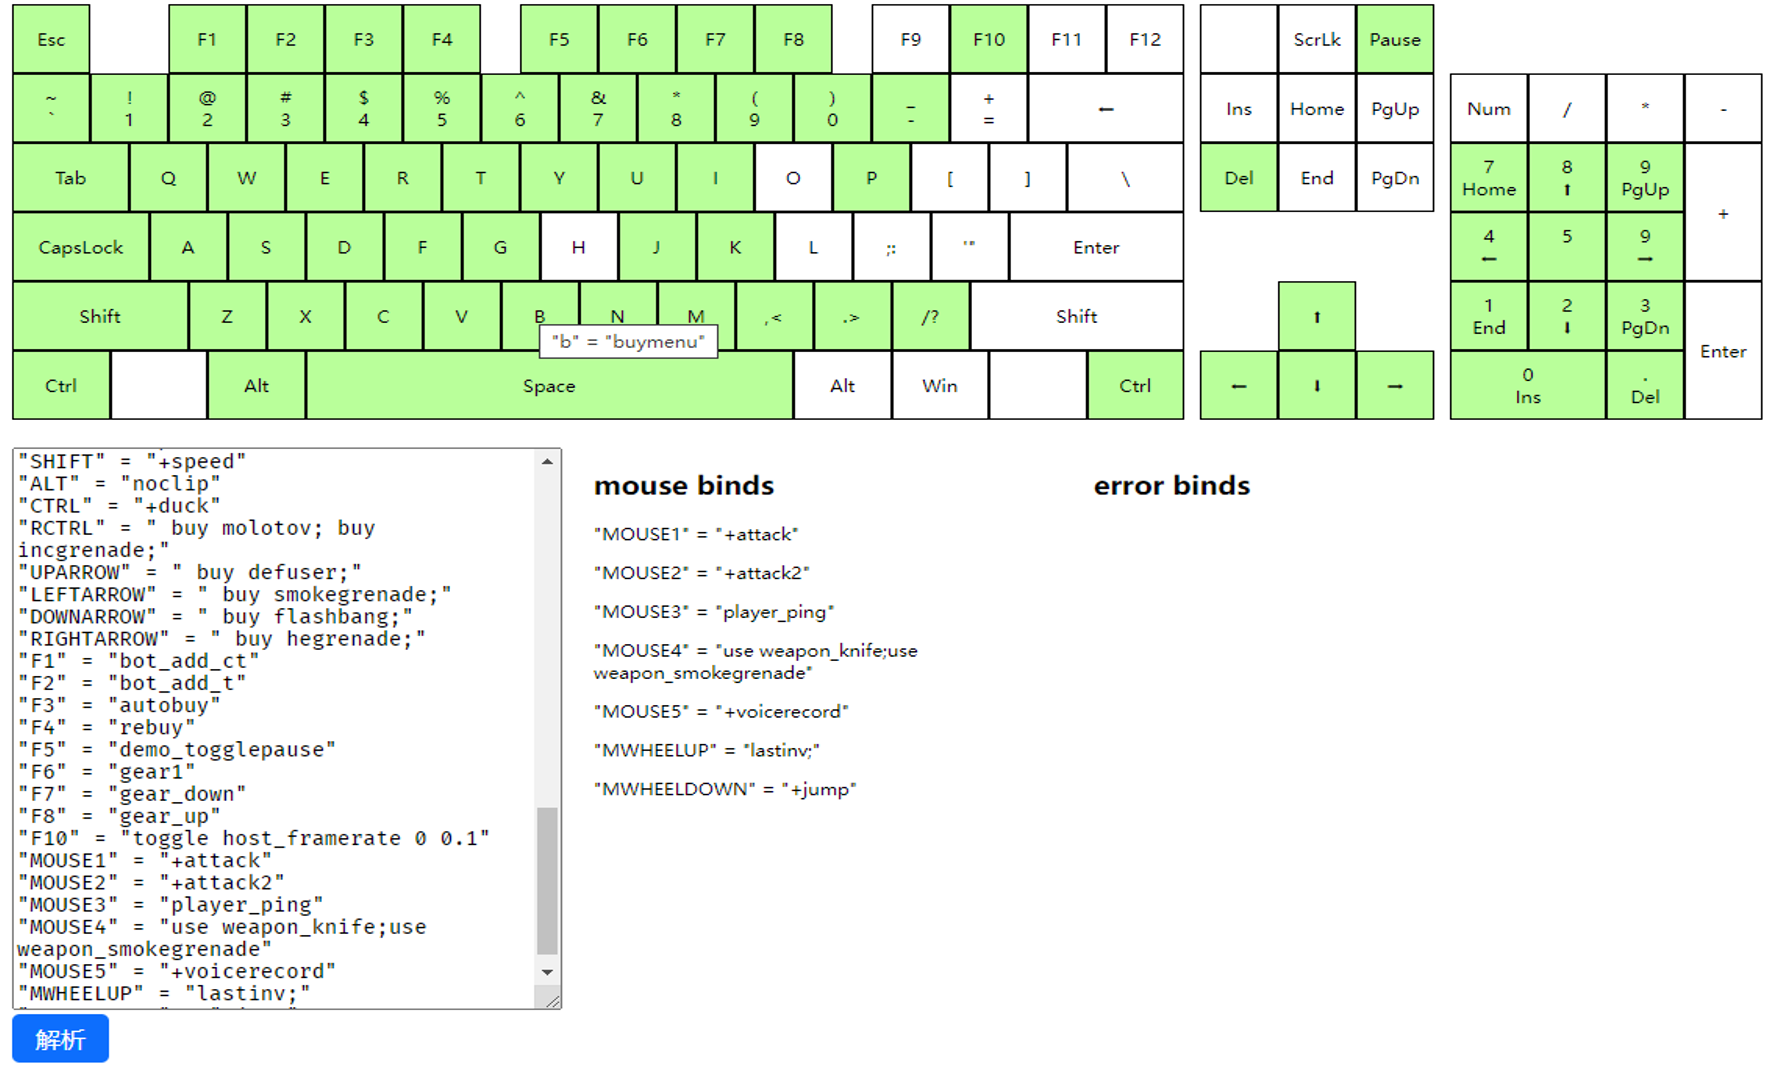 Esc F1 F2 F3 F4 F5 F6 F7 F8 F9 F10 F11 F12 ScrLk Pause
~ ! @ # $ % ^ & * ( ) _ +
` 1 2 3 4 5 6 7 8 9 0 - = ← Ins Home PgUp Num / * -
Tab Q W E R T Y U I O P [ ] \ Del End PgDn 7 8 9
Home ⬆ PgUp
+
CapsLock A S D F G H J K L ;: '" Enter 4 5 9
← →
Shift Z X C V B N M ,< .> /? Shift ⬆ 1 2 3
End ⬇ PgDn
"b" = "buymenu"
Enter
Ctrl Alt Space Alt Win Ctrl ← ⬇ → 0 .
Ins Del
"SHIFT" = "+speed"
"ALT" = "noclip"
"CTRL" = "+duck"
"RCTRL" = " buy molotov; buy
incgrenade;"
"UPARROW" = " buy defuser;"
"LEFTARROW" = " buy smokegrenade;"
"DOWNARROW" = " buy flashbang;"
"RIGHTARROW" = " buy hegrenade;"
"F1" = "bot_add_ct"
"F2" = "bot_add_t"
"F3" = "autobuy"
"F4" = "rebuy"
"F5" = "demo_togglepause"
"F6" = "gear1"
"F7" = "gear_down"
"F8" = "gear_up"
"F10" = "toggle host_framerate 0 0.1"
"MOUSE1" = "+attack"
"MOUSE2" = "+attack2"
"MOUSE3" = "player_ping"
"MOUSE4" = "use weapon_knife;use
weapon_smokegrenade"
"MOUSE5" = "+voicerecord"
"MWHEELUP" = "lastinv;"
解析
mouse binds
"MOUSE1" = "+attack"
"MOUSE2" = "+attack2"
"MOUSE3" = "player_ping"
"MOUSE4" = "use weapon_knife;use
weapon_smokegrenade"
"MOUSE5" = "+voicerecord"
"MWHEELUP" = "lastinv;"
"MWHEELDOWN" = "+jump"
error binds